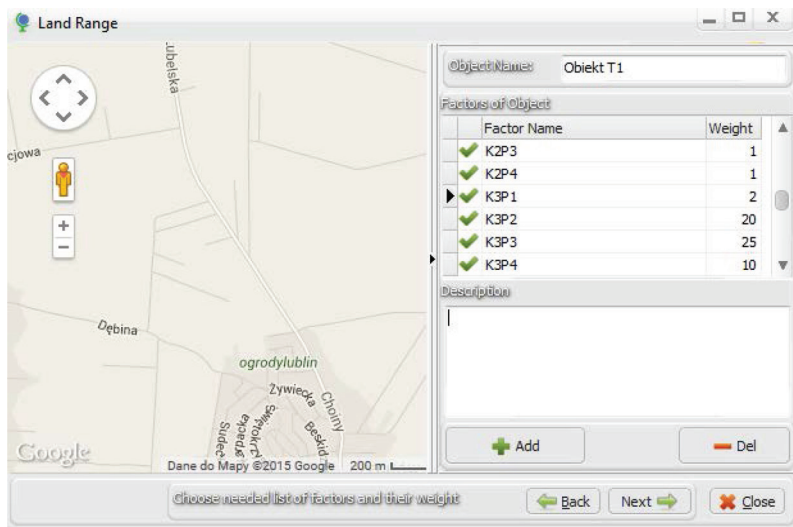 Land Range
Lubelska
cjowa
Dębina
ogrodylublin
Żywiecka
Choiny
Google
Dane do Mapy ©2015 Google 200 m
Object Name: Obiekt T1
Factors of Object
Factor Name Weight
K2P3 1
K2P4 1
K3P1 2
K3P2 20
K3P3 25
K3P4 10
Description
Add
Del
Choose needed list of factors and their weight
Back
Next
Close